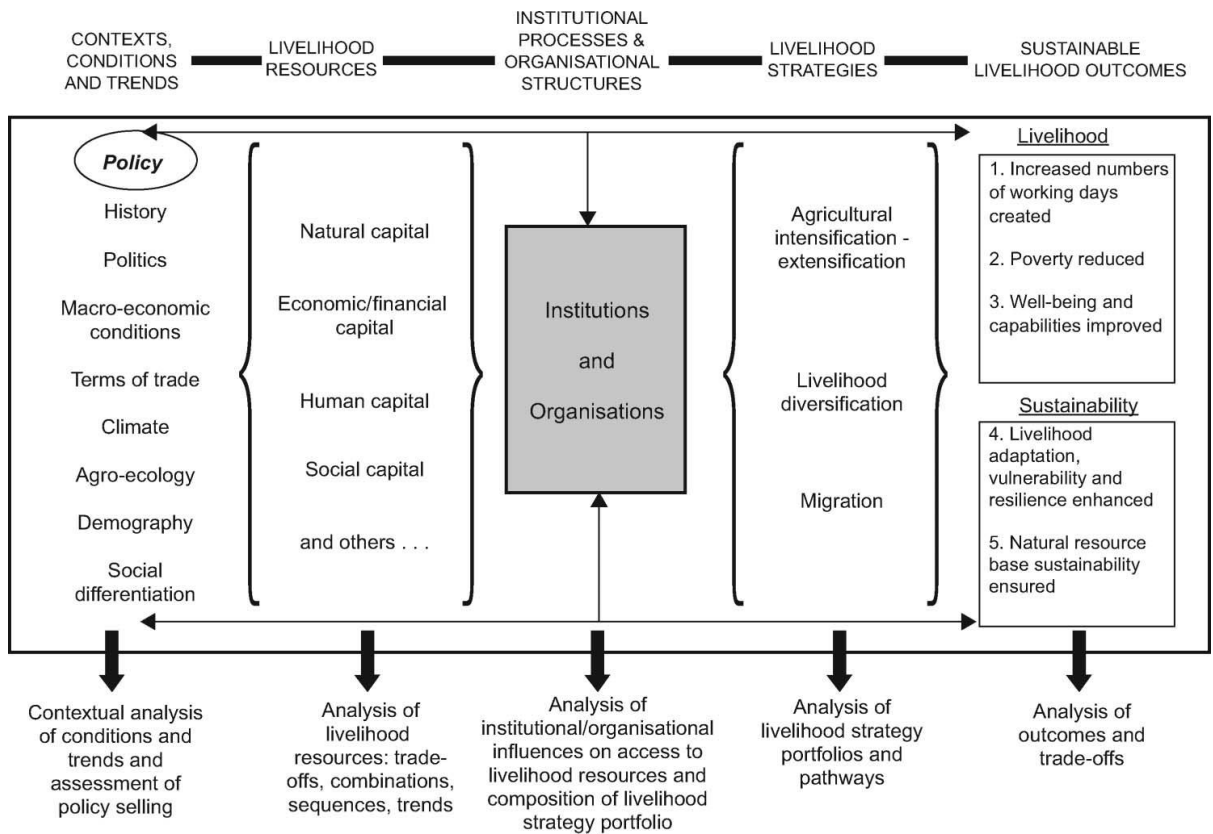 CONTEXTS,
CONDITIONS
AND TRENDS
LIVELIHOOD
RESOURCES
INSTITUTIONAL
PROCESSES &
ORGANISATIONAL
STRUCTURES
LIVELIHOOD
STRATEGIES
SUSTAINABLE
LIVELIHOOD OUTCOMES
Policy
History
Politics
Macro-economic
conditions
Terms of trade
Climate
Agro-ecology
Demography
Social
differentiation
Natural capital
Economic/financial
capital
Human capital
Social capital
and others . . .
Institutions
and
Organisations
Agricultural
intensification -
extensification
Livelihood
diversification
Migration
Livelihood
1. Increased numbers
of working days
created
2. Poverty reduced
3. Well-being and
capabilities improved
Sustainability
4. Livelihood
adaptation,
vulnerability and
resilience enhanced
5. Natural resource
base sustainability
ensured
Contextual analysis
of conditions and
trends and
assessment of
policy selling
Analysis of
livelihood
resources: trade-
offs, combinations,
sequences, trends
Analysis of
institutional/organisational
influences on access to
livelihood resources and
composition of livelihood
strategy portfolio
Analysis of
livelihood strategy
portfolios and
pathways
Analysis of
outcomes and
trade-offs